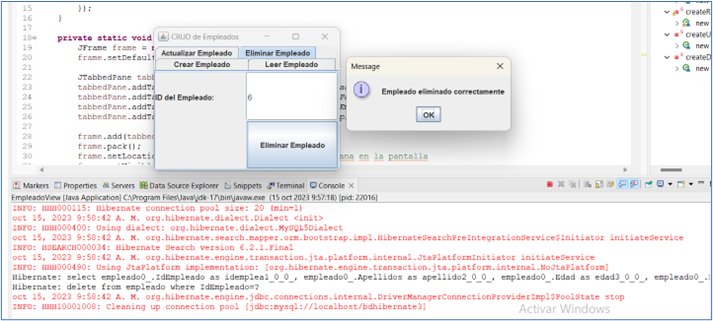 15 });
16 }
17
18 private static void
19 JFrame frame =
20 frame.setDefaul
21
22 JTabbedPane tab
23 tabbedPane.addTa
24 tabbedPane.addTa
25 tabbedPane.addTa
26 tabbedPane.addTa
27
28 frame.add(tabbed
29 frame.pack();
30 frame.setLocatio ana en la pantalla
CRUD de Empleados
Actualizar Empleado Eliminar Empleado
Crear Empleado Leer Empleado
ID del Empleado: 6
Eliminar Empleado
Message
Empleado eliminado correctamente
OK
createR
new
createU
new
createD
new
Markers Properties Servers Data Source Explorer Snippets Terminal Console
EmpleadoView [Java Application] C:\Program Files\Java\jdk-17\bin\javaw.exe (15 oct 2023 9:57:18) [pid: 22016]
INFO: HHH000115: Hibernate connection pool size: 20 (min=1)
oct 15, 2023 9:58:42 A. M. org.hibernate.dialect.Dialect <init>
INFO: HHH000400: Using dialect: org.hibernate.dialect.MySQL5Dialect
oct 15, 2023 9:58:42 A. M. org.hibernate.search.mapper.orm.bootstrap.impl.HibernateSearchPreIntegrationService$Initiator initiateService
INFO: HSEARCH000034: Hibernate Search version 6.2.1.Final
oct 15, 2023 9:58:42 A. M. org.hibernate.engine.transaction.jta.platform.internal.JtaPlatformInitiator initiateService
INFO: HHH000490: Using JtaPlatform implementation: [org.hibernate.engine.transaction.jta.platform.internal.NoJtaPlatform]
Hibernate: select empleado0_.IdEmpleado as idemplea1_0_0_, empleado0_.Apellidos as apellido2_0_0_, empleado0_.Edad as edad3_0_0_, empleado0_.
Hibernate: delete from empleado where IdEmpleado=?
oct 15, 2023 9:58:42 A. M. org.hibernate.engine.jdbc.connections.internal.DriverManagerConnectionProviderImpl$PoolState stop
INFO: HHH10001008: Cleaning up connection pool [jdbc:mysql://localhost/bdhibernate3]
Activar Windows